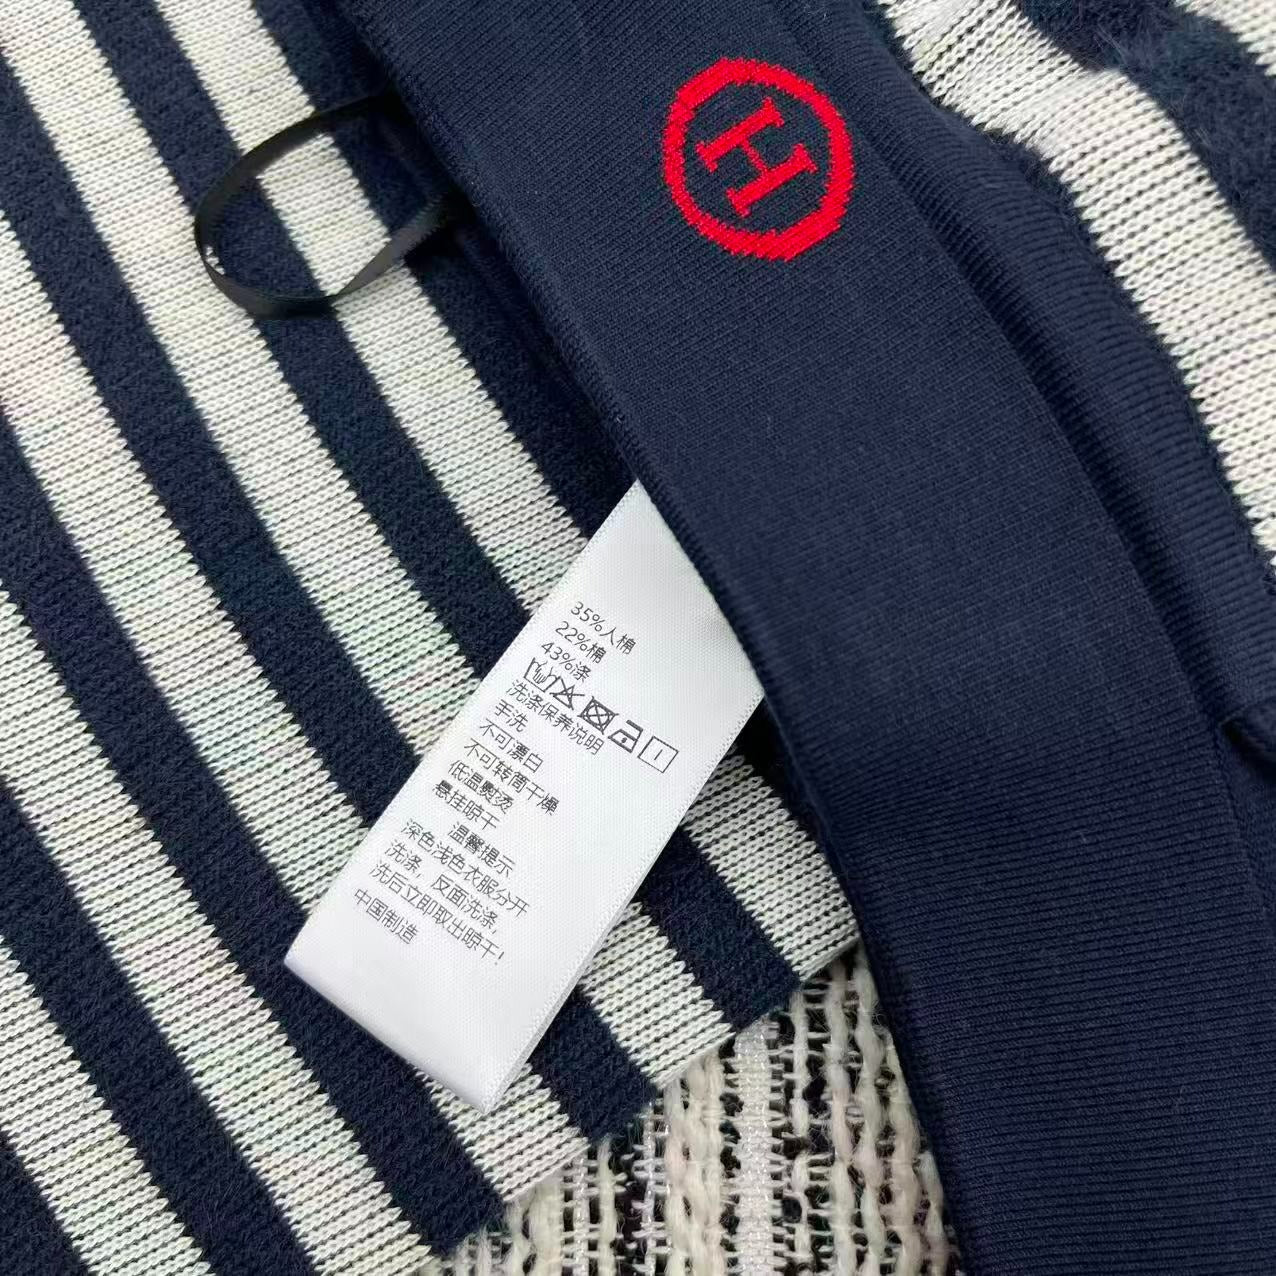 H
35%人棉
22%棉
43%涤
洗涤保养说明
手洗
不可漂白
不可转筒干燥
低温熨烫
悬挂晾干
温馨提示
深色浅色衣服分开
洗涤，反面洗涤，
洗后立即取出晾干!
中国制造